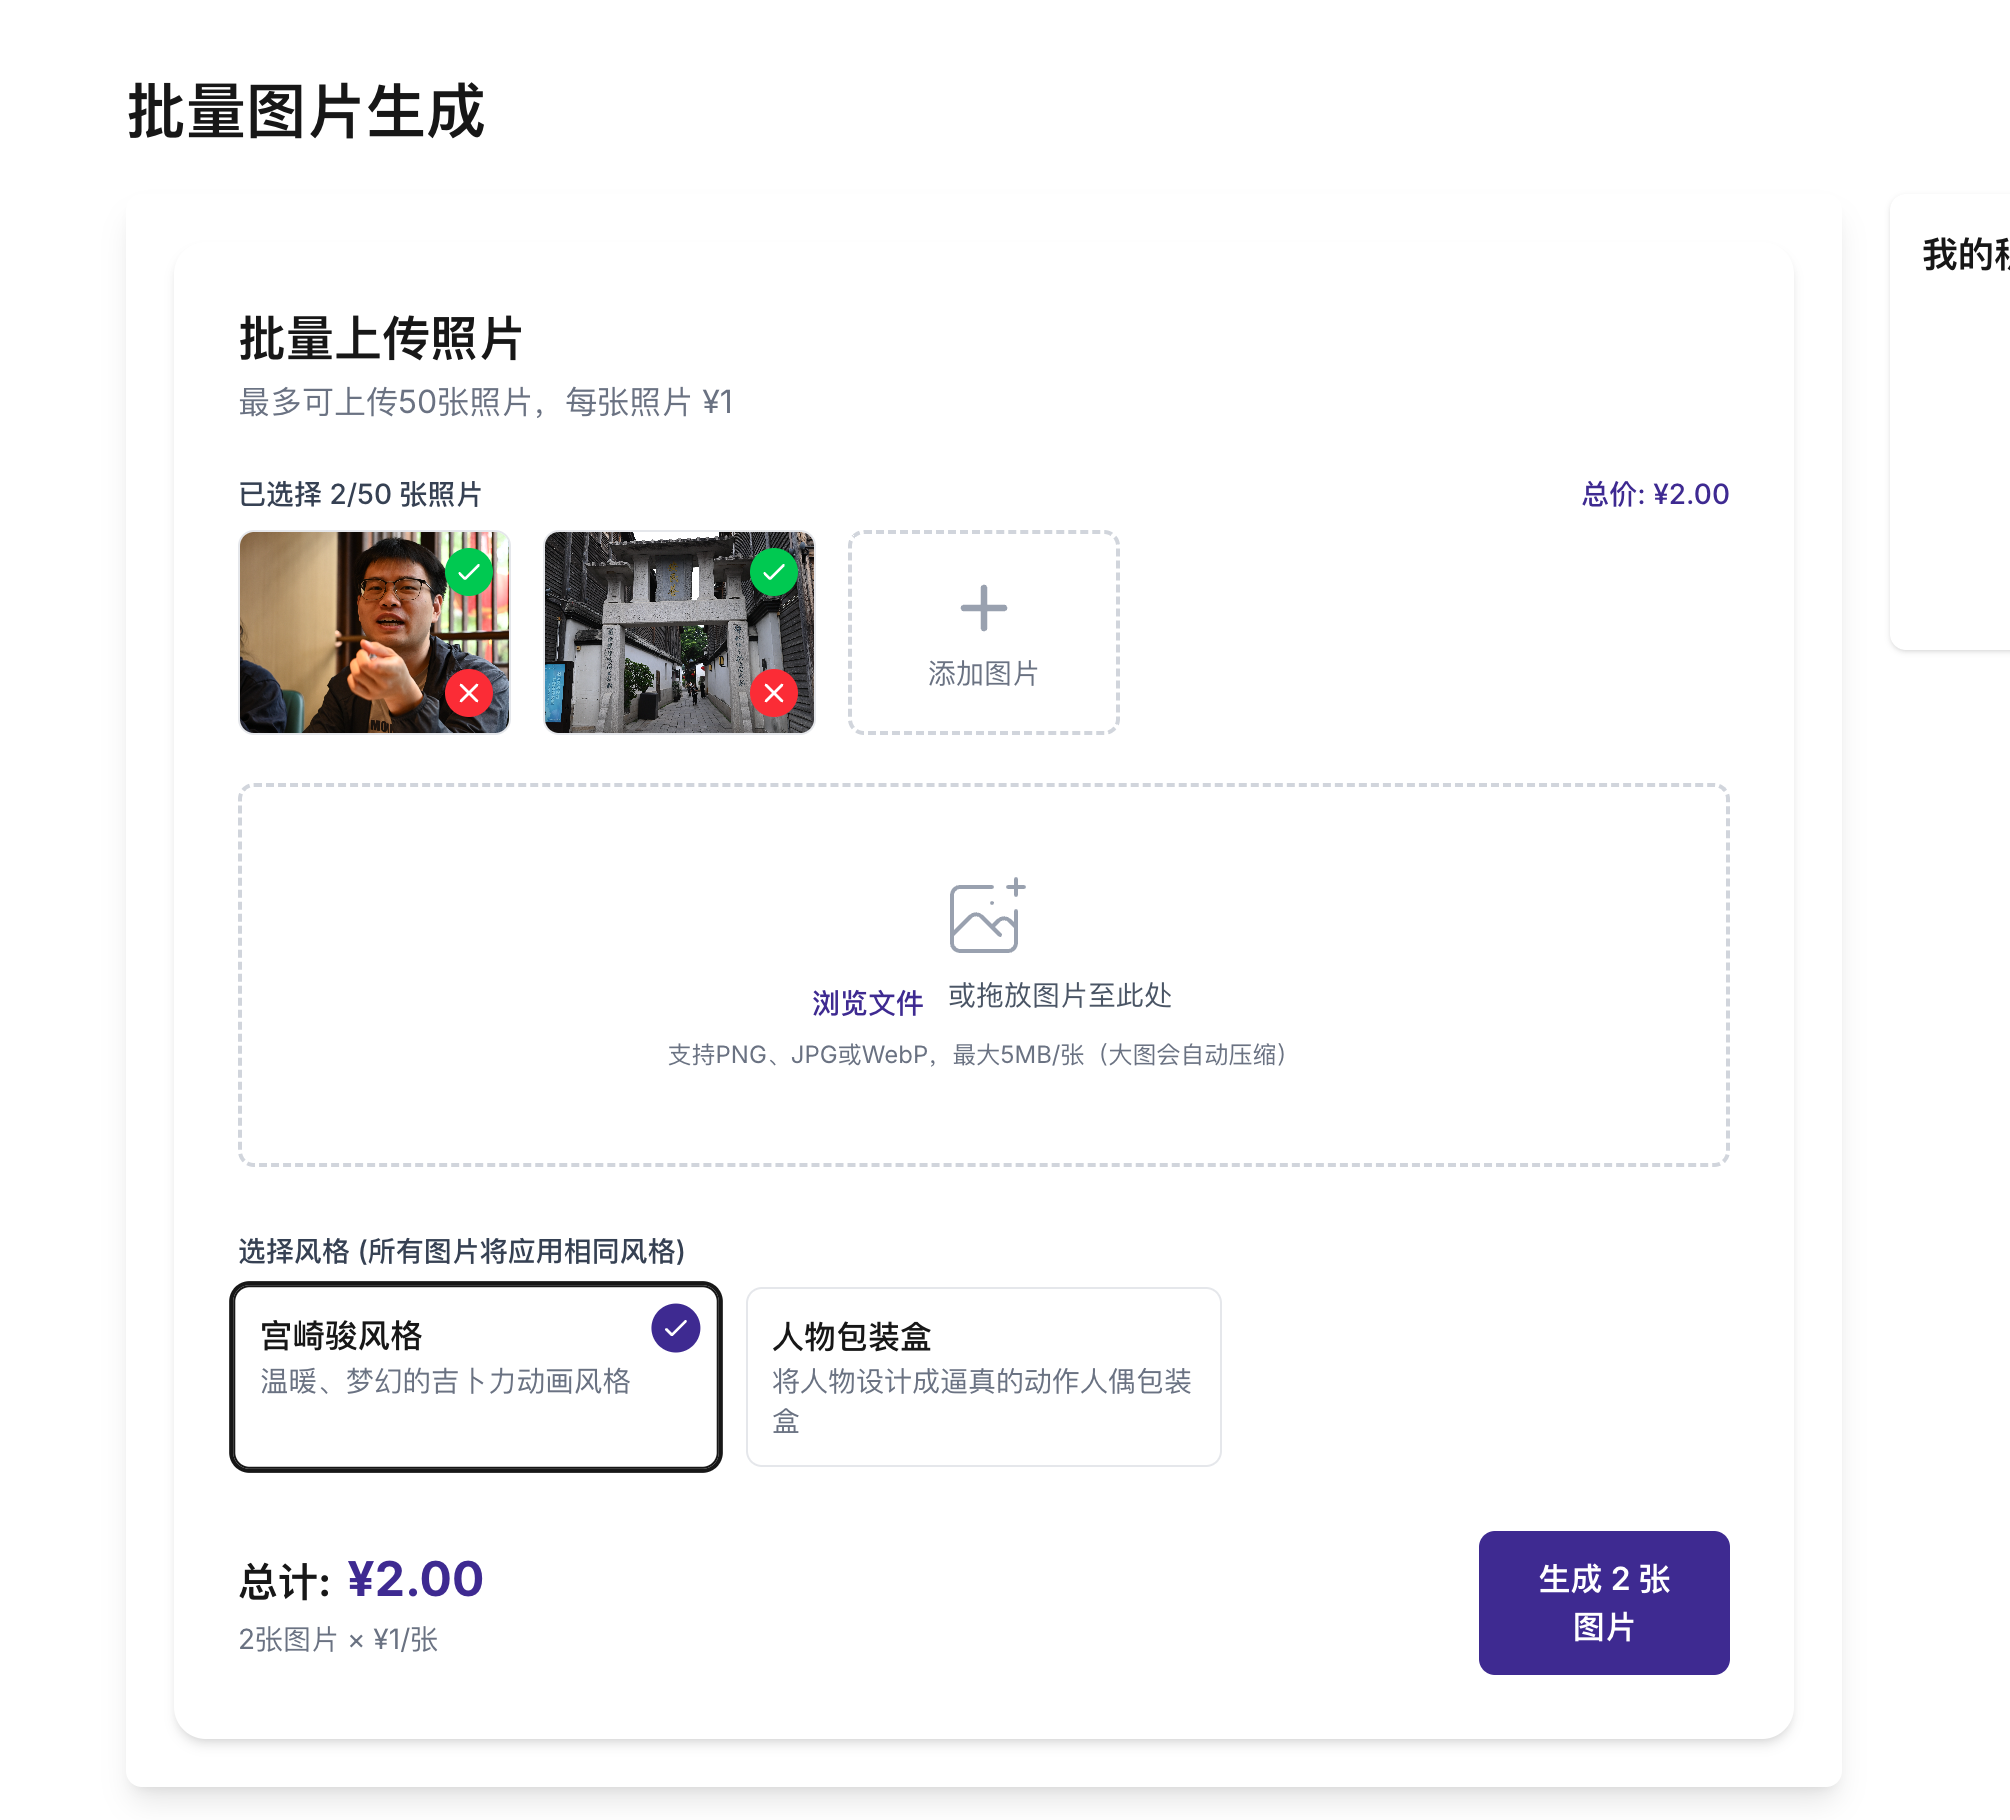 批量图片生成
我的
批量上传照片
最多可上传50张照片，每张照片 ¥1
已选择 2/50 张照片
总价: ¥2.00
添加图片
浏览文件 或拖放图片至此处
支持PNG、JPG或WebP，最大5MB/张（大图会自动压缩）
选择风格 (所有图片将应用相同风格)
宫崎骏风格
温暖、梦幻的吉卜力动画风格
人物包装盒
将人物设计成逼真的动作人偶包装
盒
总计: ¥2.00
2张图片 × ¥1/张
生成 2 张
图片